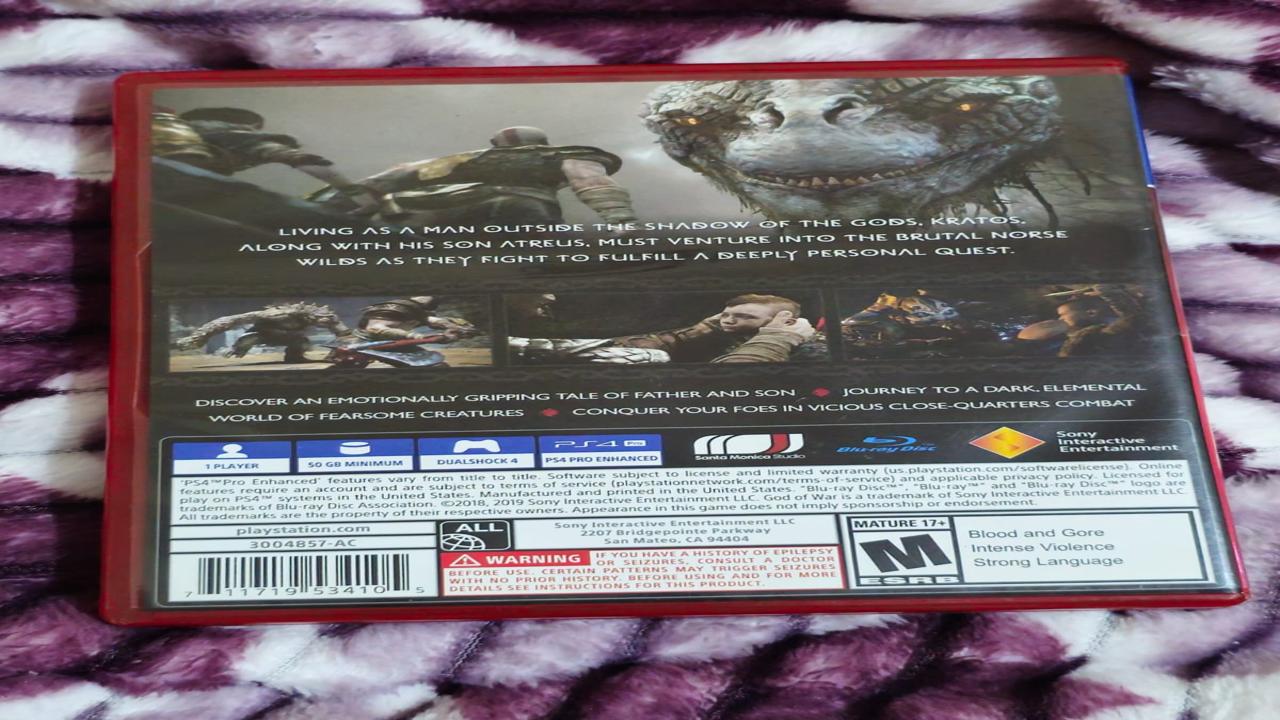 LIVING AS A MAN OUTSIDE THE SHADOW OF THE GODS, KRATOS,
ALONG WITH HIS SON ATREUS, MUST VENTURE INTO THE BRUTAL NORSE
WILDS AS THEY FIGHT TO FULFILL A DEEPLY PERSONAL QUEST.
DISCOVER AN EMOTIONALLY GRIPPING TALE OF FATHER AND SON JOURNEY TO A DARK, ELEMENTAL
WORLD OF FEARSOME CREATURES CONQUER YOUR FOES IN VICIOUS CLOSE-QUARTERS COMBAT
1 PLAYER
50 GB MINIMUM
DUALSHOCK 4
PS4 Pro
PS4 PRO ENHANCED
Santa Monica Studio
Blu-ray Disc
Sony
Interactive
Entertainment
'PS4™Pro Enhanced' features vary from title to title. Software subject to license and limited warranty (us.playstation.com/softwarelicense). Online
features require an account and are subject to terms of service (playstationnetwork.com/terms-of-service) and applicable privacy policy. Licensed for
play on PS4™ systems in the United States. Manufactured and printed in the United States. "Blu-ray Disc™", "Blu-ray™" and "Blu-ray Disc™" logo are
trademarks of Blu-ray Disc Association. ©2018, 2019 Sony Interactive Entertainment LLC. God of War is a trademark of Sony Interactive Entertainment LLC.
All trademarks are the property of their respective owners. Appearance in this game does not imply sponsorship or endorsement.
playstation.com
3004857-AC
7 11719 53410 5
ALL
Sony Interactive Entertainment LLC
2207 Bridgepointe Parkway
San Mateo, CA 94404
WARNING IF YOU HAVE A HISTORY OF EPILEPSY
OR SEIZURES, CONSULT A DOCTOR
BEFORE USE. CERTAIN PATTERNS MAY TRIGGER SEIZURES
WITH NO PRIOR HISTORY. BEFORE USING AND FOR MORE
DETAILS SEE INSTRUCTIONS FOR THIS PRODUCT.
MATURE 17+
M
ESRB
Blood and Gore
Intense Violence
Strong Language